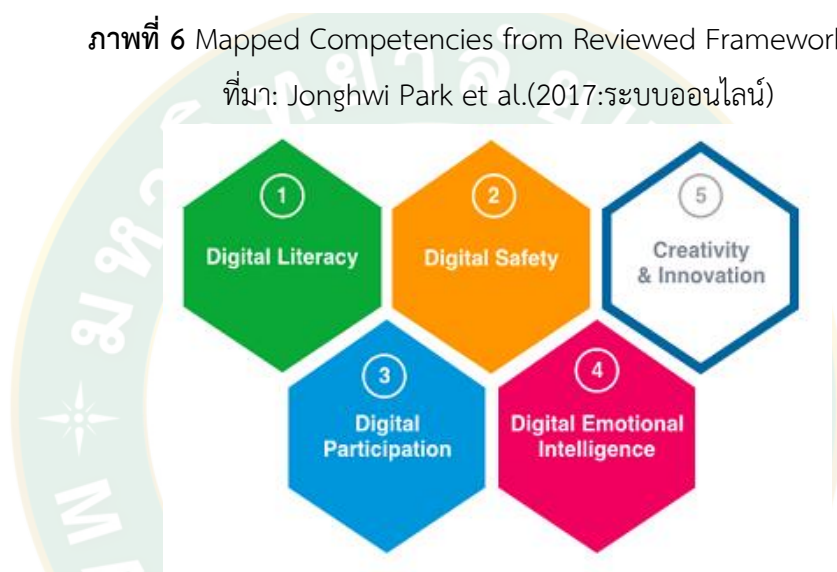 ภาพที่ 6 Mapped Competencies from Reviewed Framework
ที่มา: Jonghwi Park et al.(2017:ระบบออนไลน์)
1
Digital Literacy
2
Digital Safety
5
Creativity
& Innovation
3
Digital
Participation
4
Digital Emotional
Intelligence